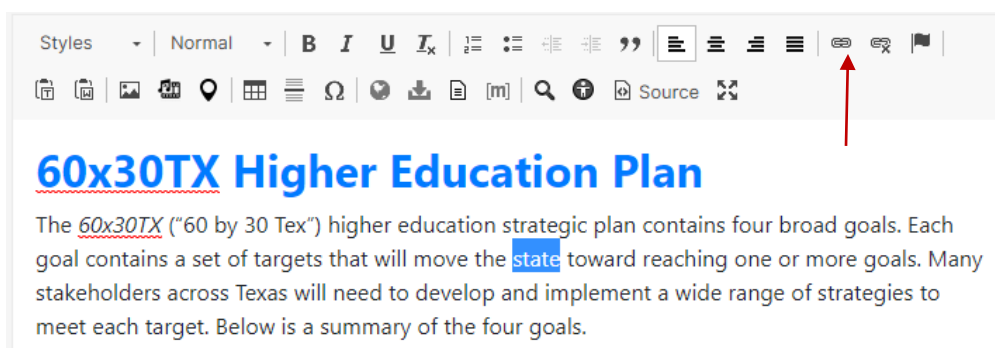 Styles Normal B I U Ix
[m] Source
60x30TX Higher Education Plan
The 60x30TX (“60 by 30 Tex”) higher education strategic plan contains four broad goals. Each
goal contains a set of targets that will move the state toward reaching one or more goals. Many
stakeholders across Texas will need to develop and implement a wide range of strategies to
meet each target. Below is a summary of the four goals.